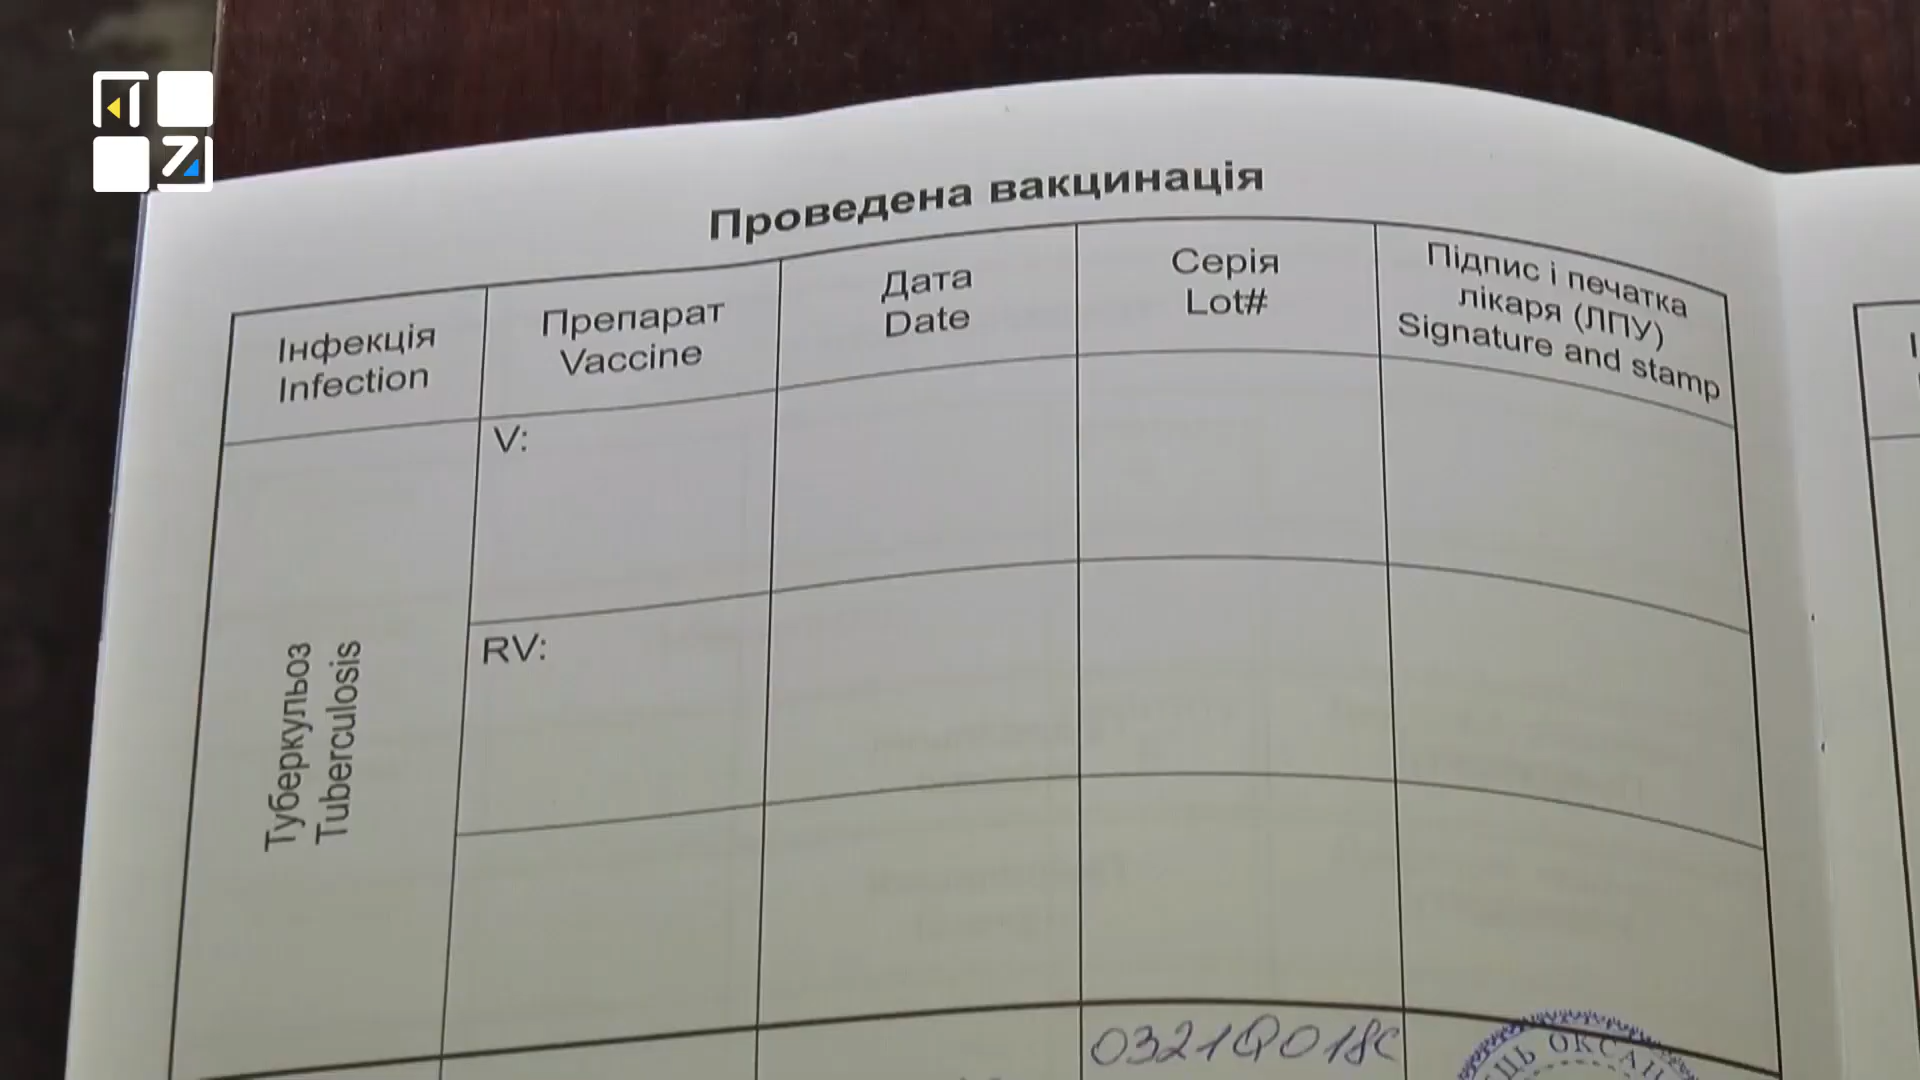 Проведена вакцинація
Інфекція
Infection
Препарат
Vaccine
Дата
Date
Серія
Lot#
Підпис і печатка
лікаря (ЛПУ)
Signature and stamp
V:
RV:
Туберкульоз
Tuberculosis
0321Q018C
ОКСАН